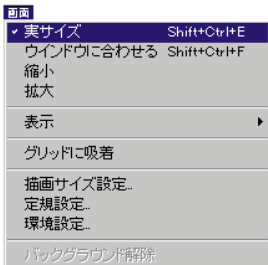 画面
✓ 実サイズ Shift+Ctrl+E
ウインドウに合わせる Shift+Ctrl+F
縮小
拡大
表示 ▶
グリッドに吸着
描画サイズ設定...
定規設定...
環境設定...
バックグラウンド解除